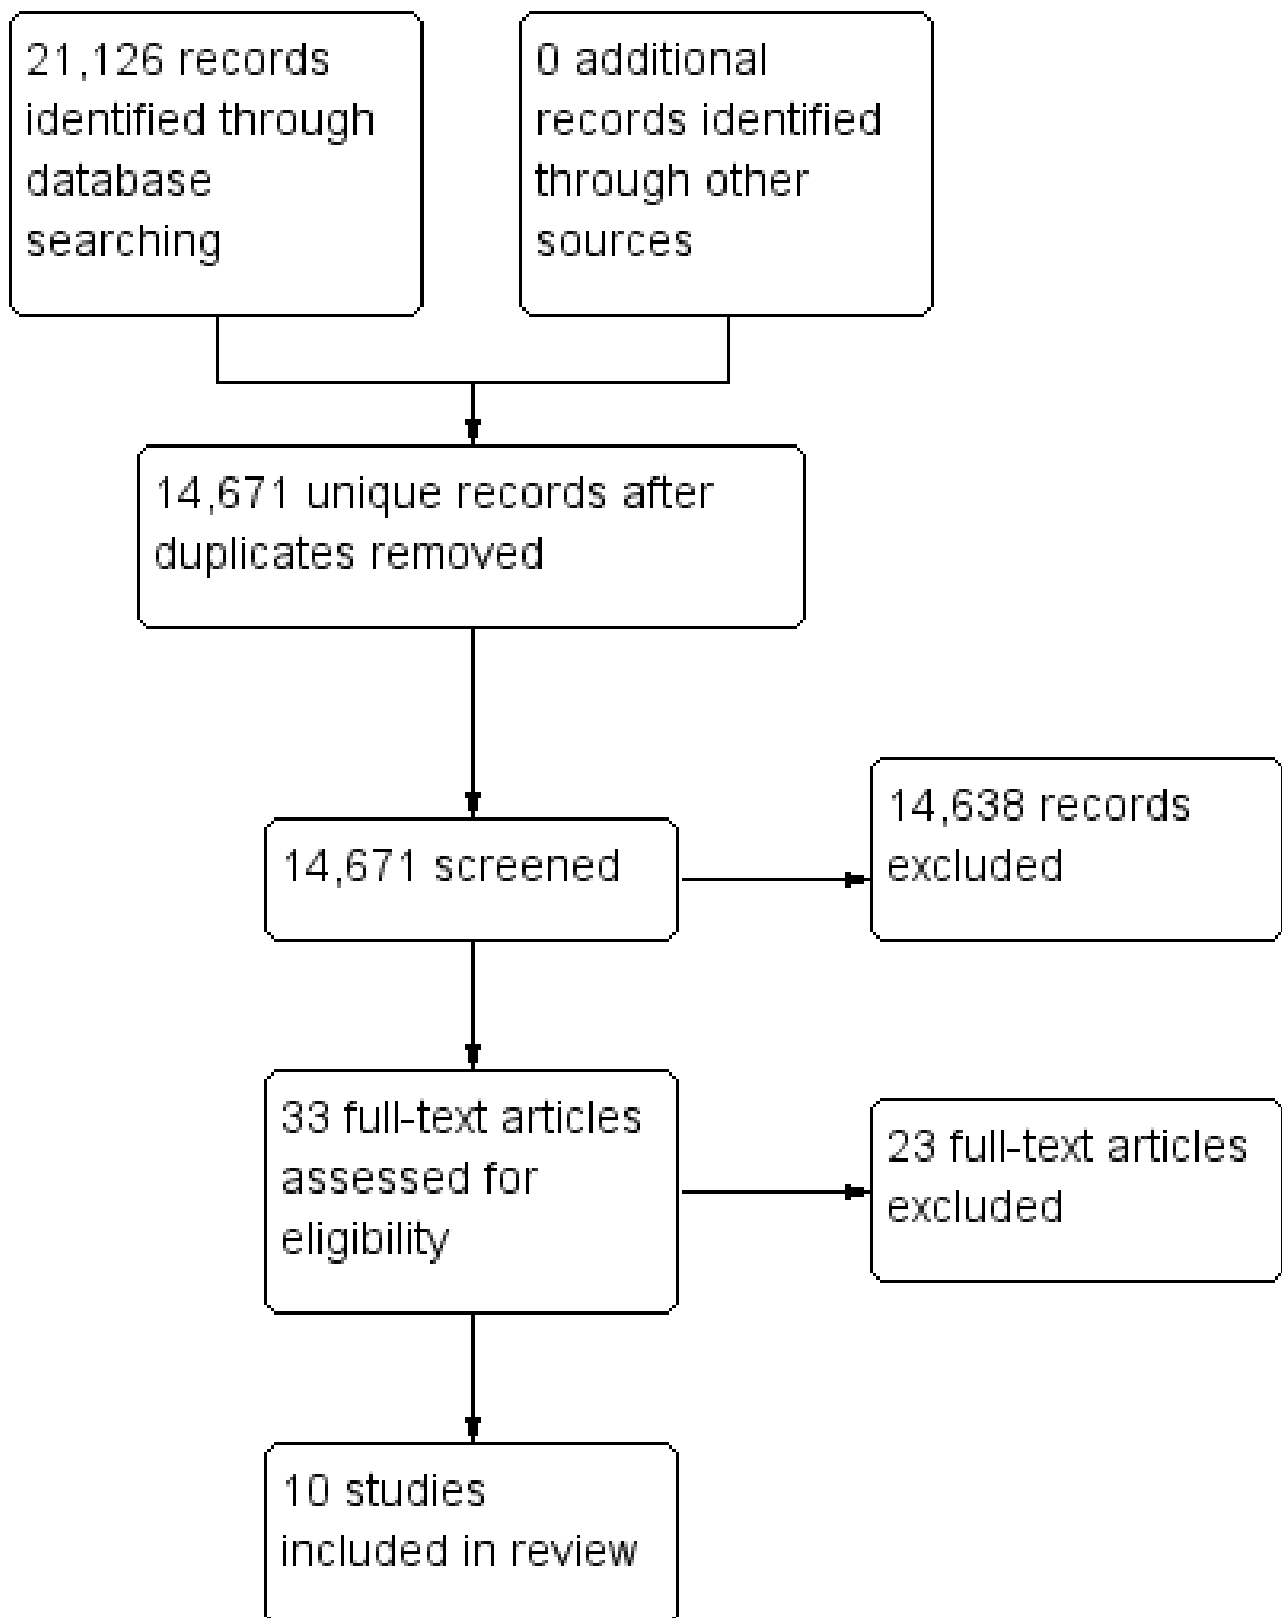 21,126 records
identified through
database
searching
0 additional
records identified
through other
sources
14,671 unique records after
duplicates removed
14,671 screened
14,638 records
excluded
33 full-text articles
assessed for
eligibility
23 full-text articles
excluded
10 studies
included in review